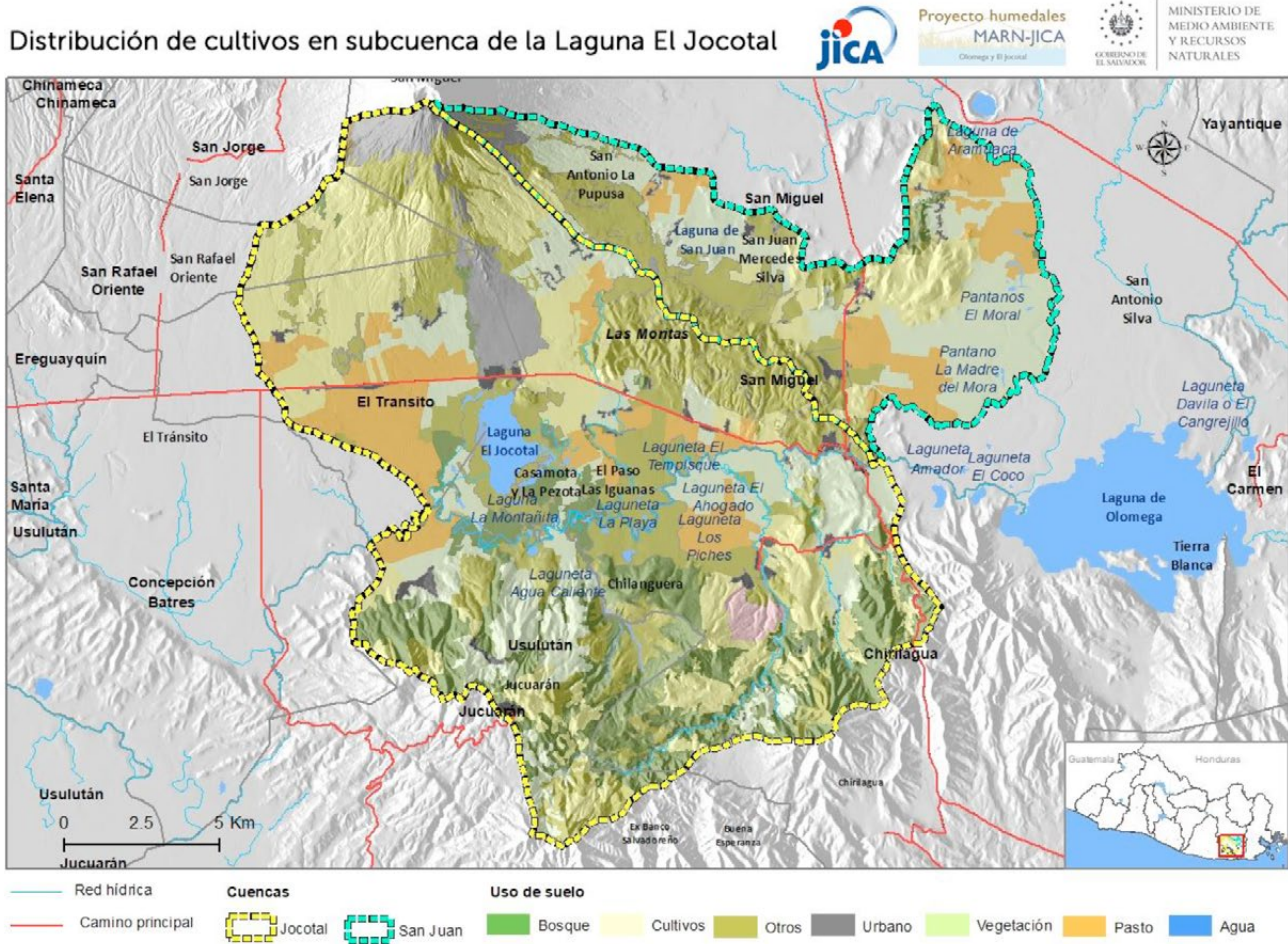 Distribución de cultivos en subcuenca de la Laguna El Jocotal
jICA
Proyecto humedales
MARN-JICA
Olomega y El Jocotal
GOBIERNO DE
EL SALVADOR
MINISTERIO DE
MEDIO AMBIENTE
Y RECURSOS
NATURALES
Chinameca
Chinameca
San Miguel
Laguna de
Aramuaca
Yayantique
N
W
E
S
San Jorge
San Jorge
Santa
Elena
San
Antonio La
Pupusa
San Miguel
Laguna de
San Juan
San Juan
Mercedes
Silva
San Rafael
Oriente
San Rafael
Oriente
San
Antonio
Silva
Pantanos
El Moral
Las Montas
Ereguayquín
Pantano
La Madre
del Mora
San Miguel
El Transito
El Tránsito
Laguneta
Davila o El
Cangrejillo
Laguna
El Jocotal
Laguneta El
Tempisque
Laguneta
Amador
Laguneta
El Coco
Casamota
y La Pezota
El Paso
Las Iguanas
Laguneta El
Ahogado
El
Carmen
Santa
María
Usulután
Laguna
La Montañita
Laguneta
La Playa
Laguneta
Los
Piches
Laguna de
Olomega
Tierra
Blanca
Concepción
Batres
Laguneta
Agua Caliente
Chilanguera
Usulután
Chirilagua
Jucuarán
Jucuarán
Guatemala
Honduras
Chirilagua
Usulután
0 2.5 5 Km
Jucuarán
Ex Banco
Salvadoreño
Buena
Esperanza
Red hídrica
Camino principal
Cuencas
Jocotal
San Juan
Uso de suelo
Bosque
Cultivos
Otros
Urbano
Vegetación
Pasto
Agua